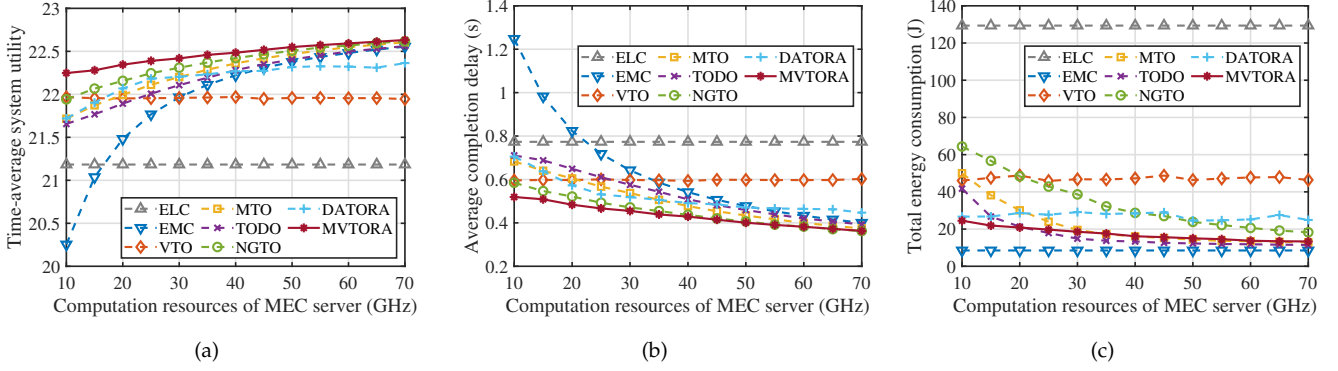 23
22.5
22
21.5
21
20.5
20
Time-average system utility
10 20 30 40 50 60 70
Computation resources of MEC server (GHz)
ELC MTO DATORA
EMC TODO MVTORA
VTO NGTO
(a)
1.4
1.2
1
0.8
0.6
0.4
0.2
Average completion delay (s)
10 20 30 40 50 60 70
Computation resources of MEC server (GHz)
ELC MTO DATORA
EMC TODO MVTORA
VTO NGTO
(b)
140
120
100
80
60
40
20
0
Total energy consumption (J)
10 20 30 40 50 60 70
Computation resources of MEC server (GHz)
ELC MTO DATORA
EMC TODO MVTORA
VTO NGTO
(c)